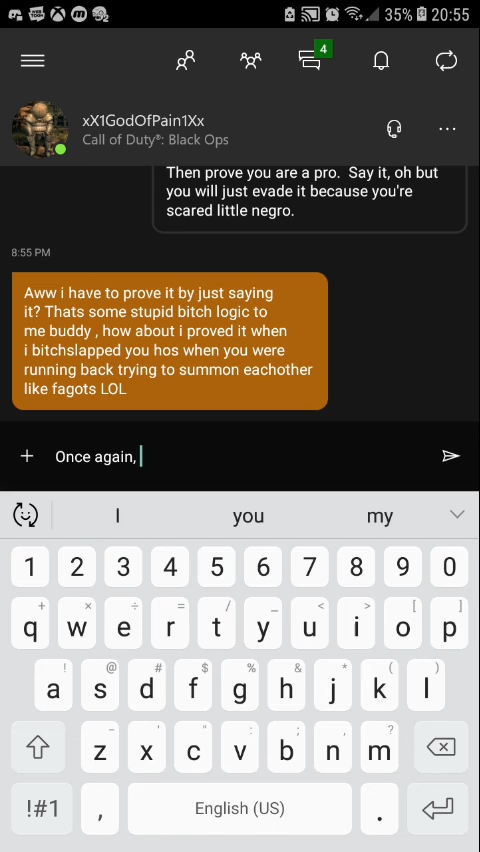 35% 20:55
4
xX1GodOfPain1Xx
Call of Duty®: Black Ops
Then prove you are a pro.  Say it, oh but
you will just evade it because you're
scared little negro.
8:55 PM
Aww i have to prove it by just saying
it? Thats some stupid bitch logic to
me buddy , how about i proved it when
i bitchslapped you hos when you were
running back trying to summon eachother
like fagots LOL
Once again,
I you my
1 2 3 4 5 6 7 8 9 0
+ × ÷ = / _ < > [ ]
q w e r t y u i o p
! @ # $ % & * ( )
a s d f g h j k l
- ' " : ; , ?
z x c v b n m
!#1 , English (US) .